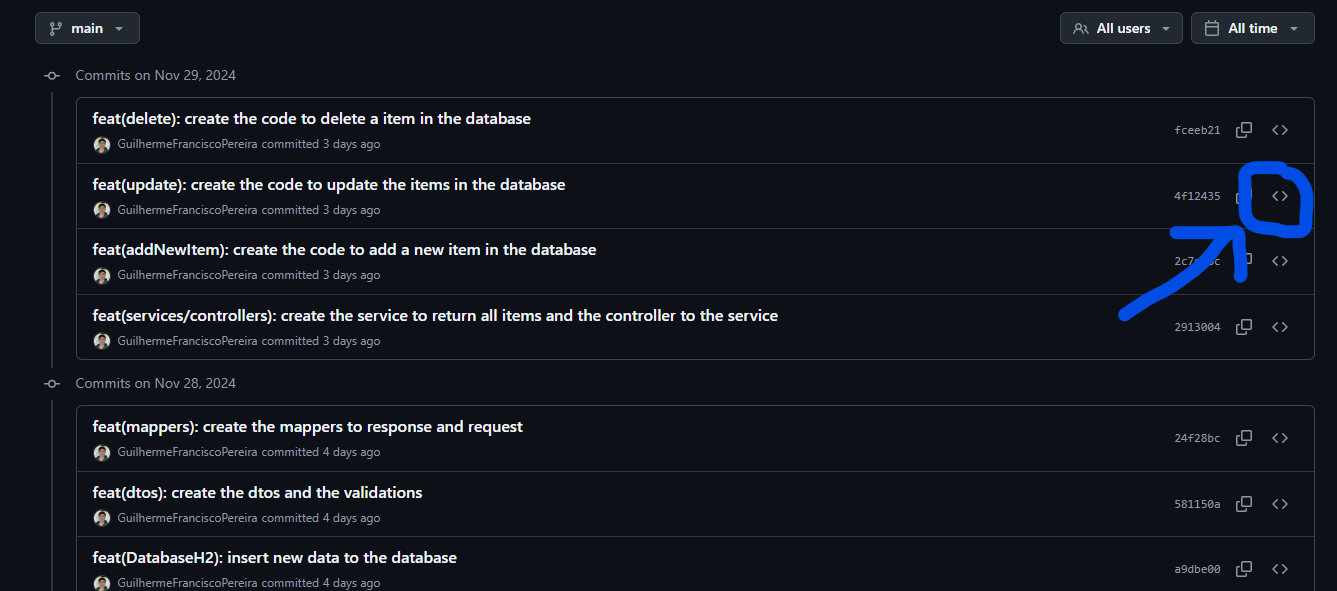 main
All users
All time
Commits on Nov 29, 2024
feat(delete): create the code to delete a item in the database
GuilhermeFranciscoPereira committed 3 days ago
fceeb21
feat(update): create the code to update the items in the database
GuilhermeFranciscoPereira committed 3 days ago
4f12435
feat(addNewItem): create the code to add a new item in the database
GuilhermeFranciscoPereira committed 3 days ago
feat(services/controllers): create the service to return all items and the controller to the service
GuilhermeFranciscoPereira committed 3 days ago
2913004
Commits on Nov 28, 2024
feat(mappers): create the mappers to response and request
GuilhermeFranciscoPereira committed 4 days ago
24f28bc
feat(dtos): create the dtos and the validations
GuilhermeFranciscoPereira committed 4 days ago
581150a
feat(DatabaseH2): insert new data to the database
GuilhermeFranciscoPereira committed 4 days ago
a9dbe00